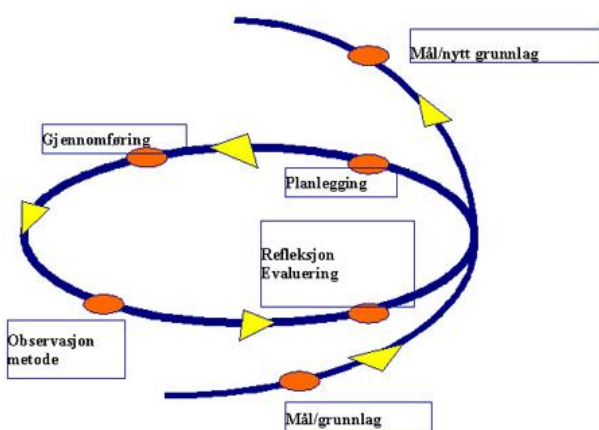 Mål/nytt grunnlag
Gjennomføring
Planlegging
Refleksjon
Evaluering
Observasjon
metode
Mål/grunnlag